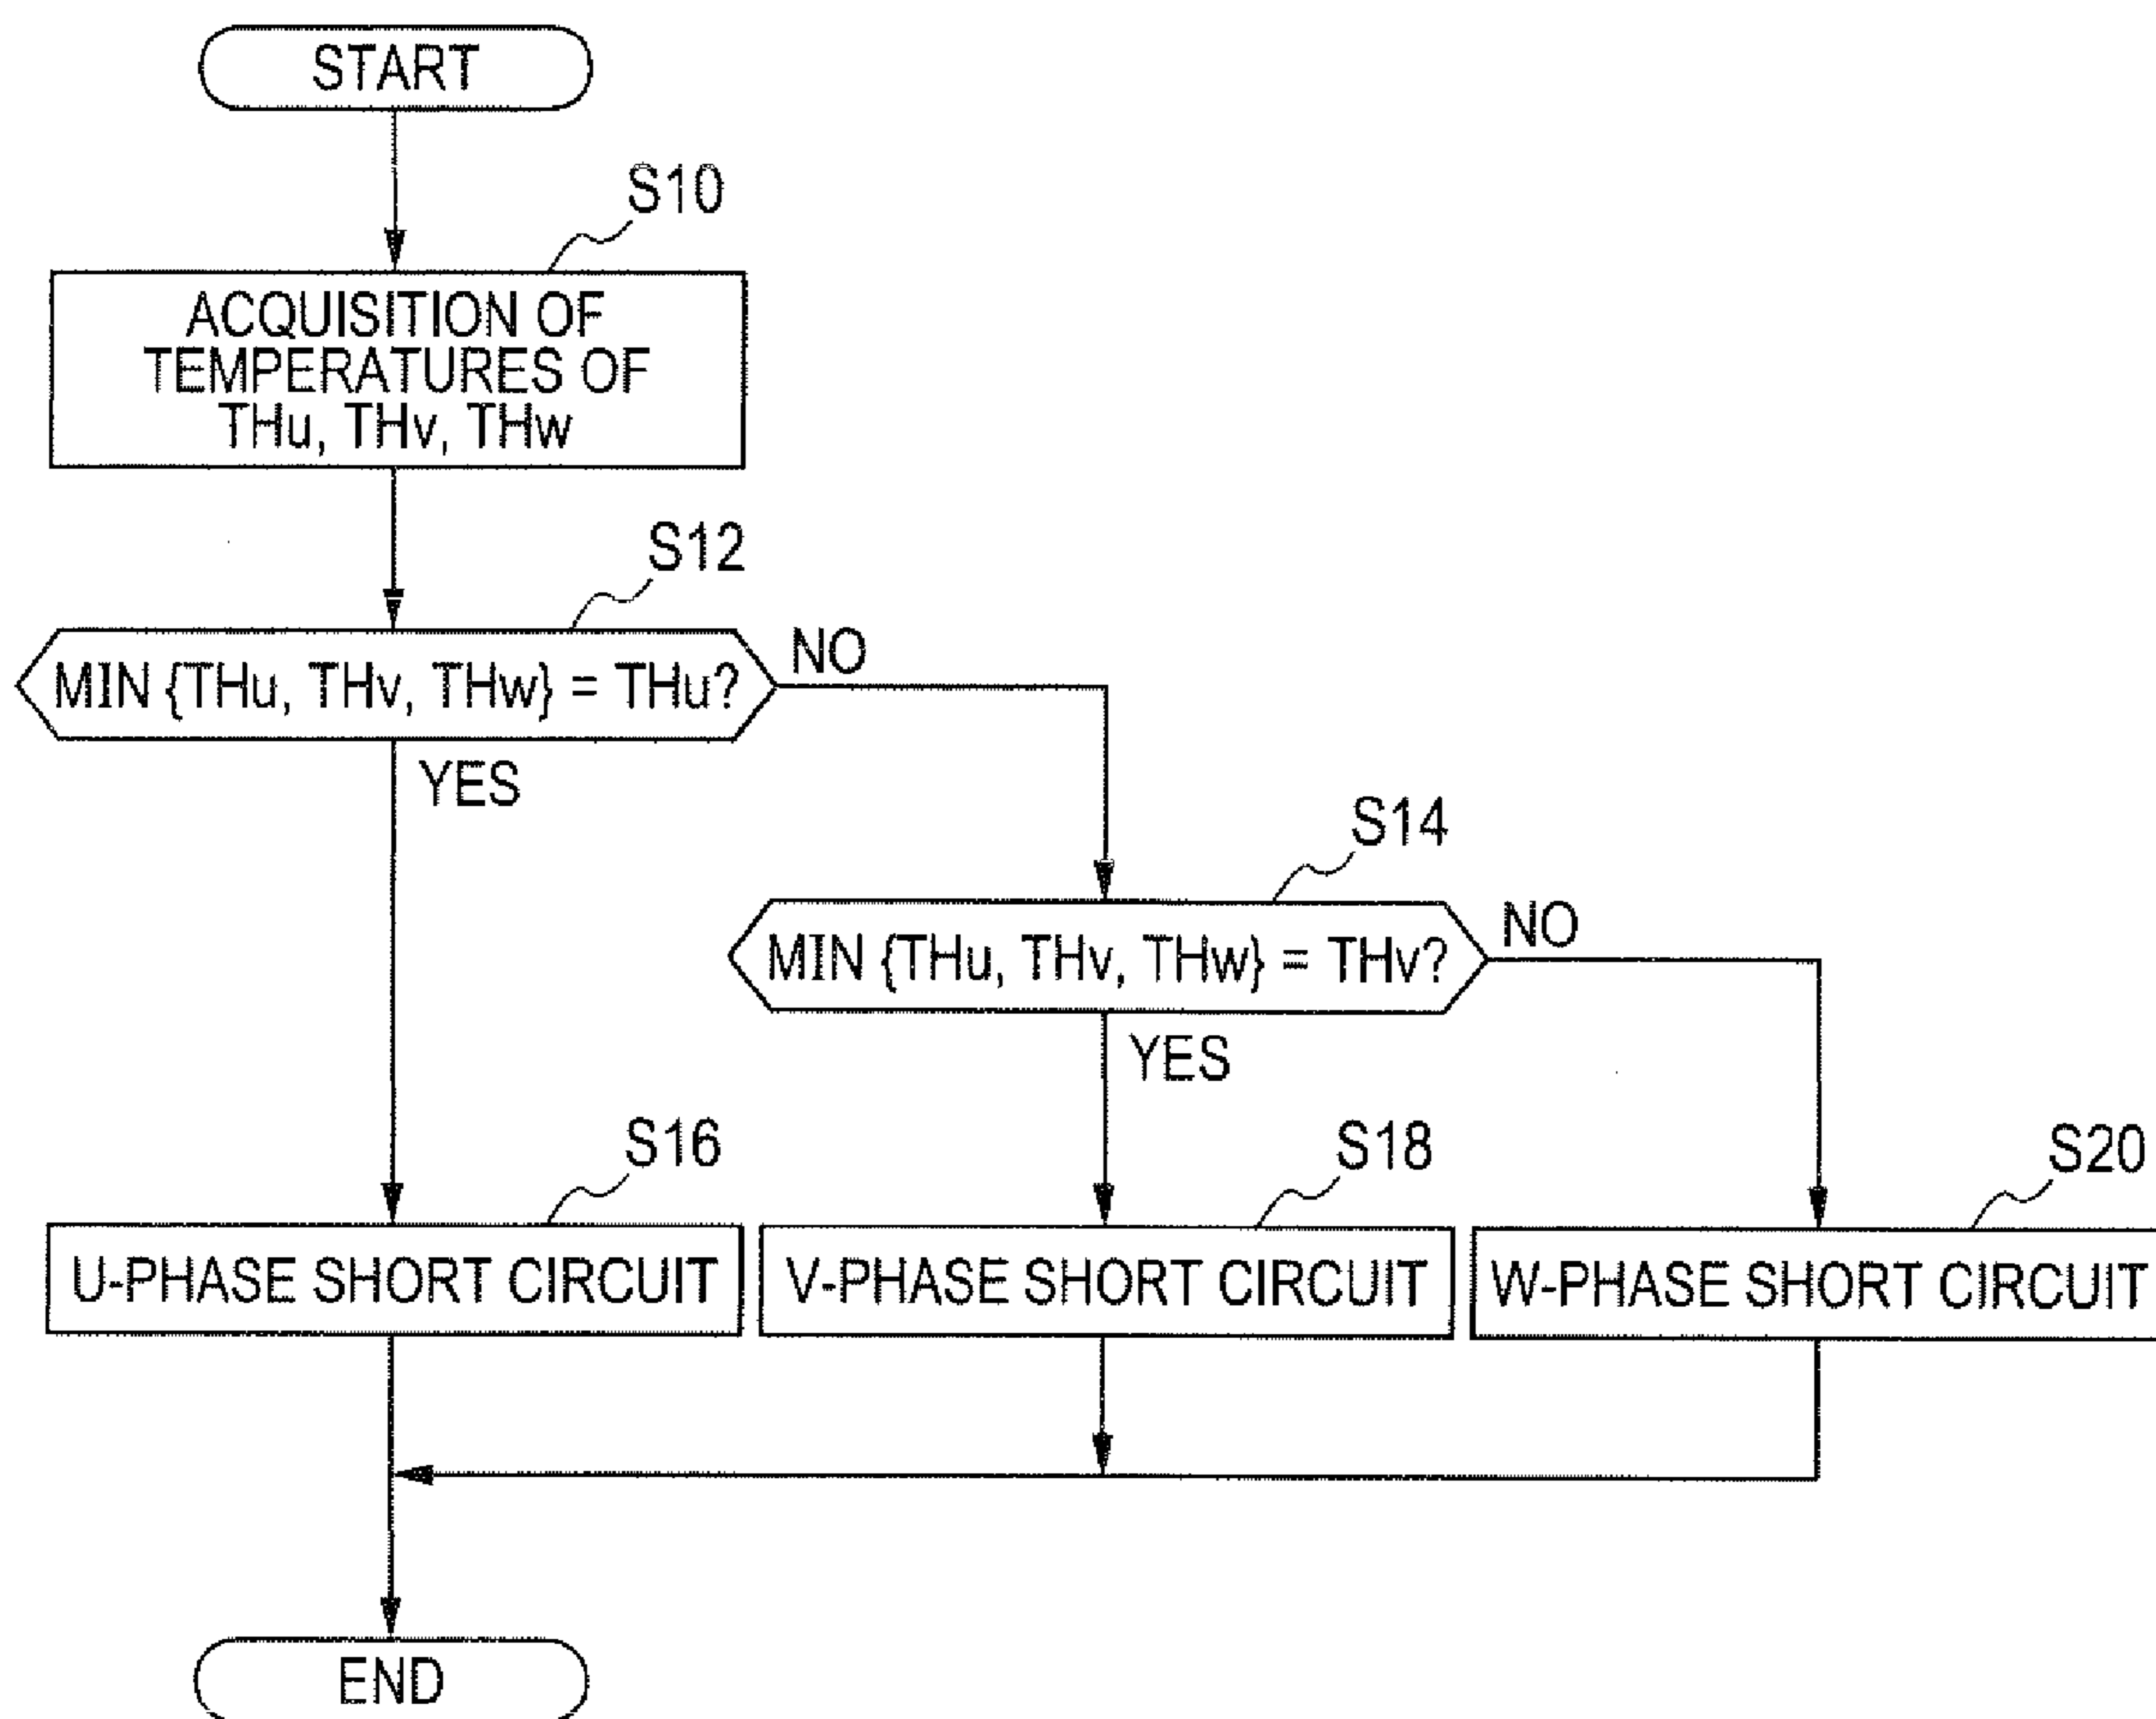 START
S10
ACQUISITION OF
TEMPERATURES OF
THu, THv, THw
S12
MIN {THu, THv, THw} = THu?
NO
YES
S14
MIN {THu, THv, THw} = THv?
NO
YES
S16
S18
S20
U-PHASE SHORT CIRCUIT
V-PHASE SHORT CIRCUIT
W-PHASE SHORT CIRCUIT
END